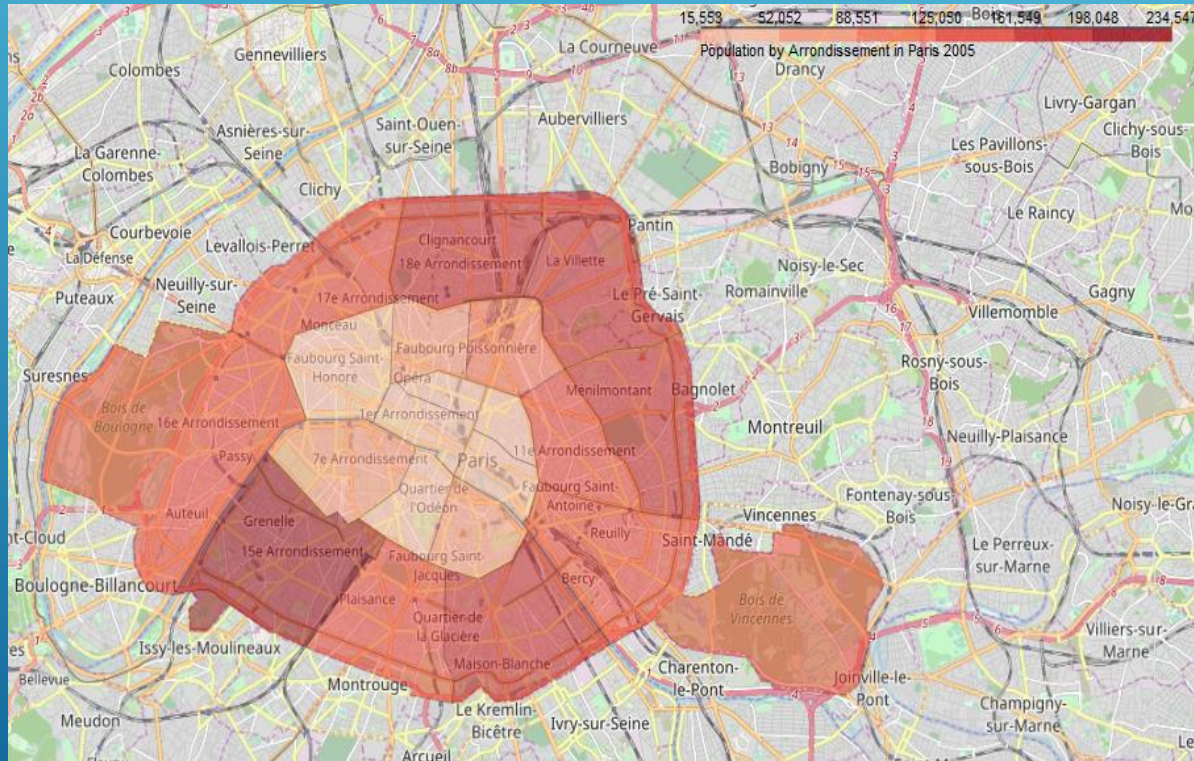 15,553 52,052 88,551 125,050 161,549 198,048 234,547
Population by Arrondissement in Paris 2005
Bois
Gennevilliers
La Courneuve
Colombes
Drancy
Livry-Gargan
Asnières-sur-
Seine
Saint-Ouen-
sur-Seine
Aubervilliers
Clichy-sous-
Bois
La Garenne-
Colombes
Les Pavillons-
sous-Bois
Bobigny
Clichy
Le Raincy
Courbevoie
Levallois-Perret
Pantin
La Défense
Clignancourt
18e Arrondissement
La Villette
Noisy-le-Sec
Neuilly-sur-
Seine
Puteaux
17e Arrondissement
Le Pré-Saint-
Gervais
Romainville
Gagny
Villemomble
Monceau
Faubourg Saint-
Honoré
Faubourg Poissonnière
Opéra
Rosny-sous-
Bois
Suresnes
Ménilmontant
Bagnolet
Bois de
Boulogne
16e Arrondissement
1er Arrondissement
Montreuil
Neuilly-Plaisance
Passy
7e Arrondissement
Paris
11e Arrondissement
Quartier de
l'Odéon
Faubourg Saint-
Antoine
Fontenay-sous-
Bois
Noisy-le-Gr
Auteuil
Grenelle
Vincennes
nt-Cloud
15e Arrondissement
Reuilly
Saint-Mandé
Le Perreux-
sur-Marne
Faubourg Saint-
Jacques
Bercy
Boulogne-Billancourt
Plaisance
Bois de
Vincennes
Quartier de
la Glacière
Villiers-sur-
Marne
Issy-les-Moulineaux
Maison-Blanche
Charenton-
le-Pont
Joinville-le-
Pont
Bellevue
Montrouge
Meudon
Le Kremlin-
Bicêtre
Ivry-sur-Seine
Champigny-
sur-Marne
Arcueil